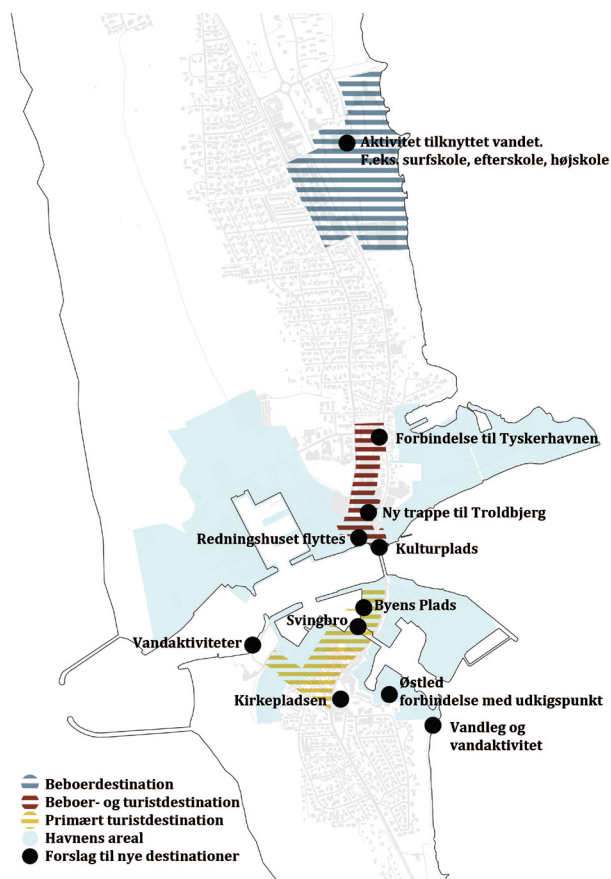 Aktivitet tilknyttet vandet.
F.eks. surfskole, efterskole, højskole
Forbindelse til Tyskerhavnen
Ny trappe til Troldbjerg
Redningshuset flyttes
Kulturplads
Byens Plads
Svingbro
Vandaktiviteter
Østled
forbindelse med udkigspunkt
Kirkepladsen
Vandleg og
vandaktivitet
Beboerdestination
Beboer- og turistdestination
Primært turistdestination
Havnens areal
Forslag til nye destinationer